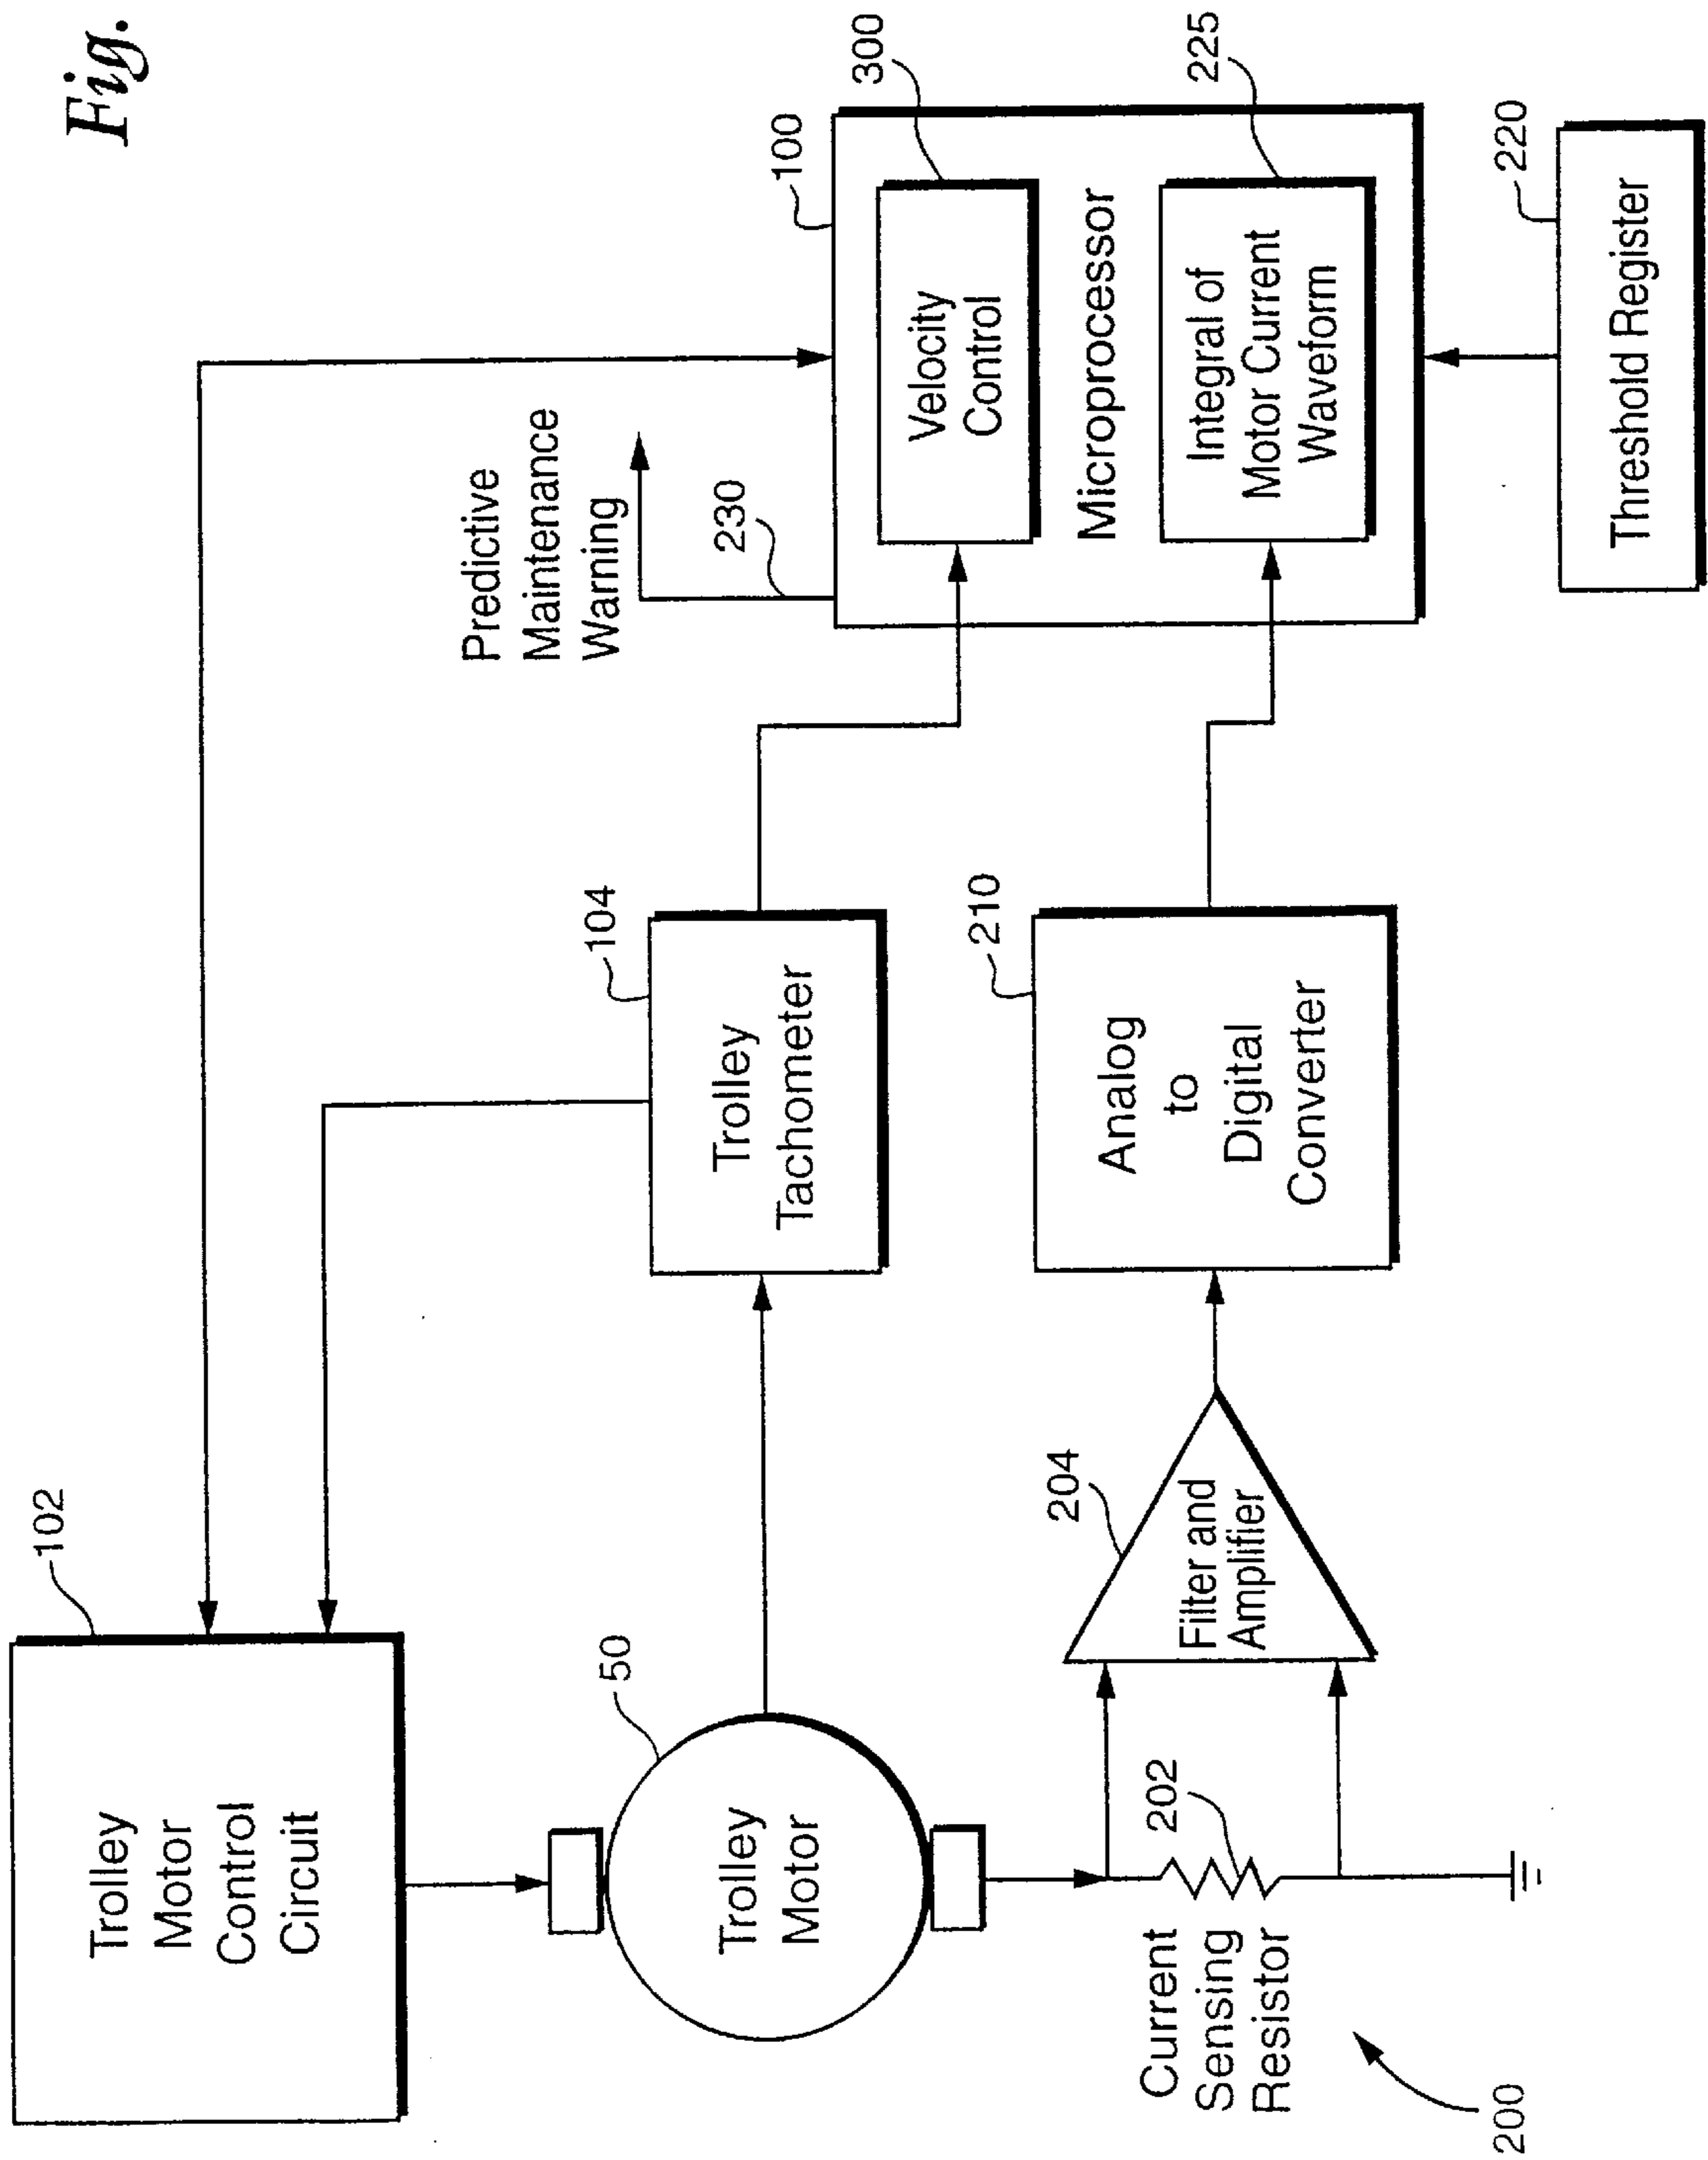 Fig.
102
Trolley
Motor
Control
Circuit
50
Trolley
Motor
104
Trolley
Tachometer
Predictive
Maintenance
Warning
230
100
300
Velocity
Control
Microprocessor
225
Integral of
Motor Current
Waveform
220
Threshold Register
210
Analog
to
Digital
Converter
204
Filter and
Amplifier
202
Current
Sensing
Resistor
200